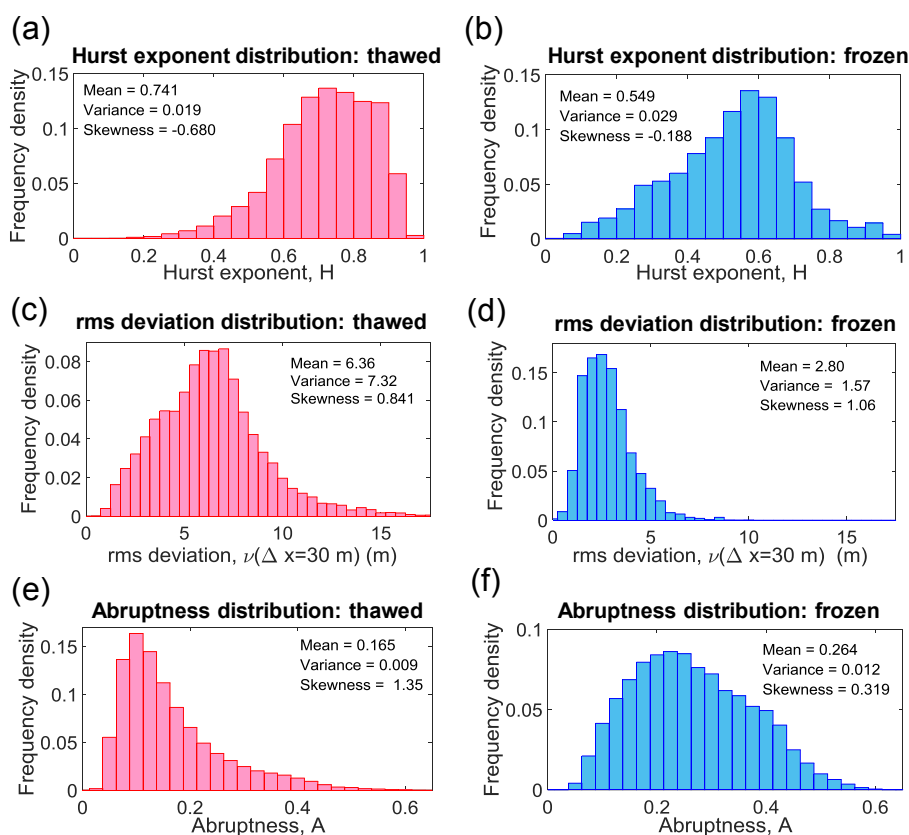 (a)
Hurst exponent distribution: thawed
Mean = 0.741
Variance = 0.019
Skewness = -0.680
Frequency density
0.15
0.1
0.05
0
0 0.2 0.4 0.6 0.8 1
Hurst exponent, H
(b)
Hurst exponent distribution: frozen
Mean = 0.549
Variance = 0.029
Skewness = -0.188
Frequency density
0.15
0.1
0.05
0
0 0.2 0.4 0.6 0.8 1
Hurst exponent, H
(c)
rms deviation distribution: thawed
Mean = 6.36
Variance = 7.32
Skewness = 0.841
Frequency density
0.08
0.06
0.04
0.02
0
0 5 10 15
rms deviation, ν(Δ x=30 m) (m)
(d)
rms deviation distribution: frozen
Mean = 2.80
Variance = 1.57
Skewness = 1.06
Frequency density
0.15
0.1
0.05
0
0 5 10 15
rms deviation, ν(Δ x=30 m) (m)
(e)
Abruptness distribution: thawed
Mean = 0.165
Variance = 0.009
Skewness = 1.35
Frequency density
0.15
0.1
0.05
0
0 0.2 0.4 0.6
Abruptness, A
(f)
Abruptness distribution: frozen
Mean = 0.264
Variance = 0.012
Skewness = 0.319
Frequency density
0.1
0.05
0
0 0.2 0.4 0.6
Abruptness, A